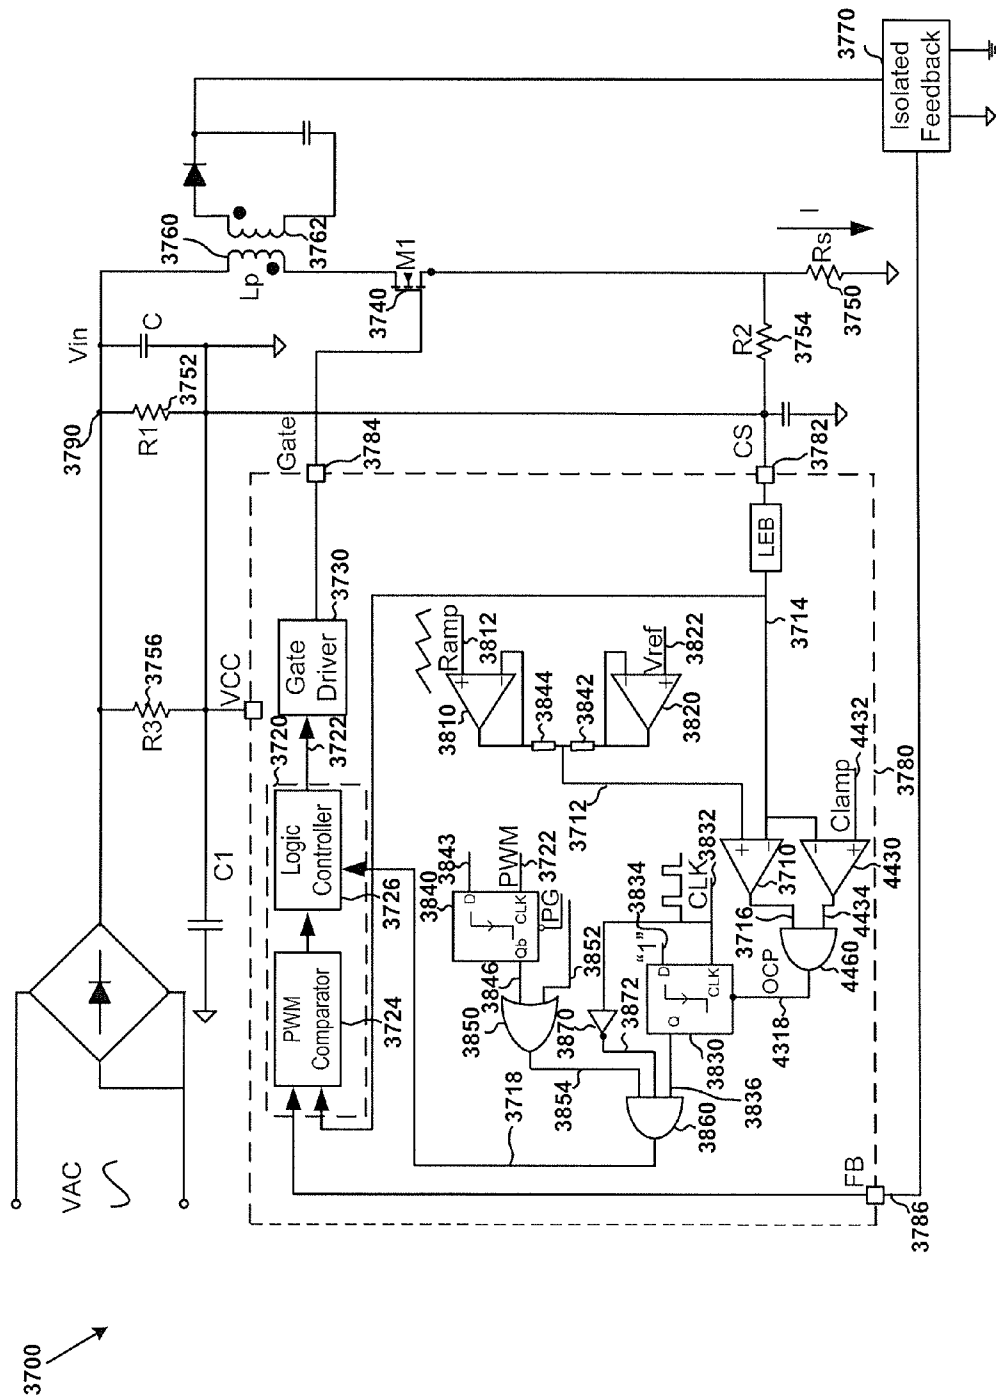 3700
VAC
C1
3790
R1
3752
Vin
C
R3
3756
VCC
3760
Lp
3762
M1
3740
3770
Isolated
Feedback
I
Rs
3750
R2
3754
CS
3782
Gate
3784
3720
PWM
Comparator
3724
Logic
Controller
3726
3722
Gate
Driver
3730
LEB
3714
3718
3840
3843
D
CLK
Qb
PWM
3722
PG
3846
3850
3852
3854
3810
Ramp
3812
3844
3842
Vref
3822
3820
3712
3870
3872
"1"
3834
CLK
3832
Q
D
CLK
3830
3836
3860
OCP
4318
3716
3710
4434
4460
Clamp
4432
4430
+
−
+
−
+
−
−
+
3780
FB
3786